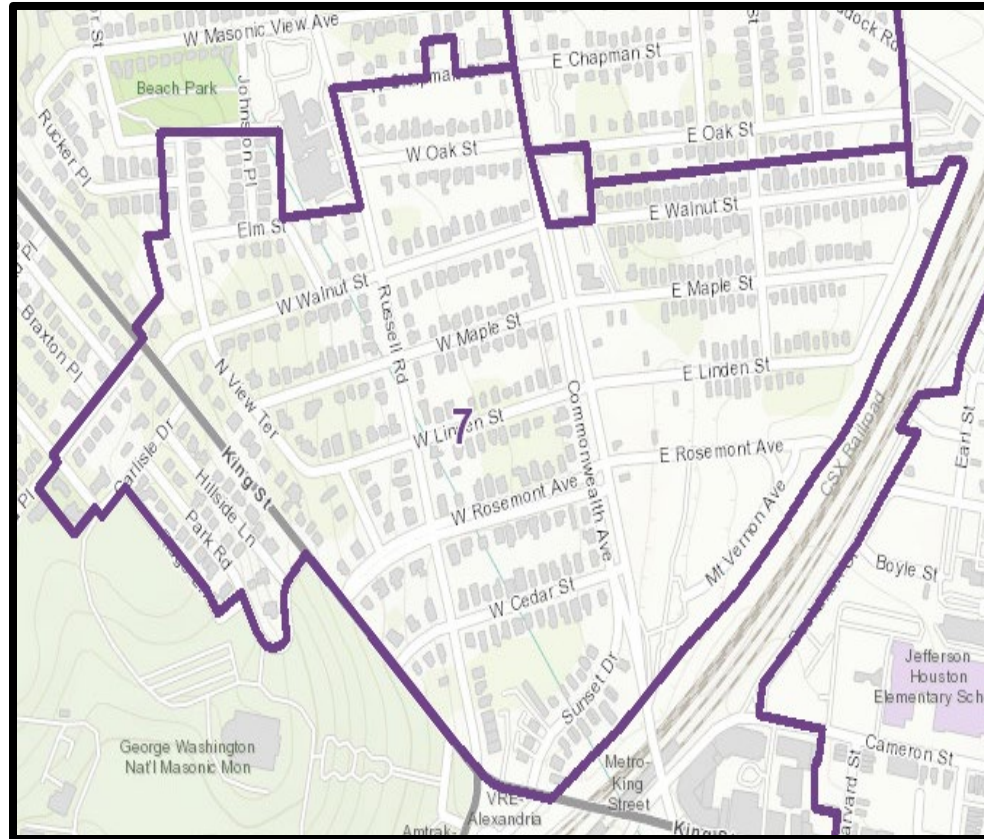 W Masonic View Ave
E Chapman St
Beach Park
Johnston Pl
Rucker Pl
W Oak St
E Oak St
Elm St
E Walnut St
W Walnut St
Russell Rd
E Maple St
W Maple St
Braxton Pl
N View Ter
E Linden St
W Linden St
7
Commonwealth Ave
CSX Railroad
Earl St
Carlisle Dr
King St
E Rosemont Ave
Hillside Ln
W Rosemont Ave
Park Rd
Mt Vernon Ave
Boyle St
W Cedar St
Jefferson
Houston
Elementary Sch
Sunset Dr
George Washington
Nat'l Masonic Mon
Cameron St
Metro-
King
Street
VRE-
Alexandria
Amtrak-